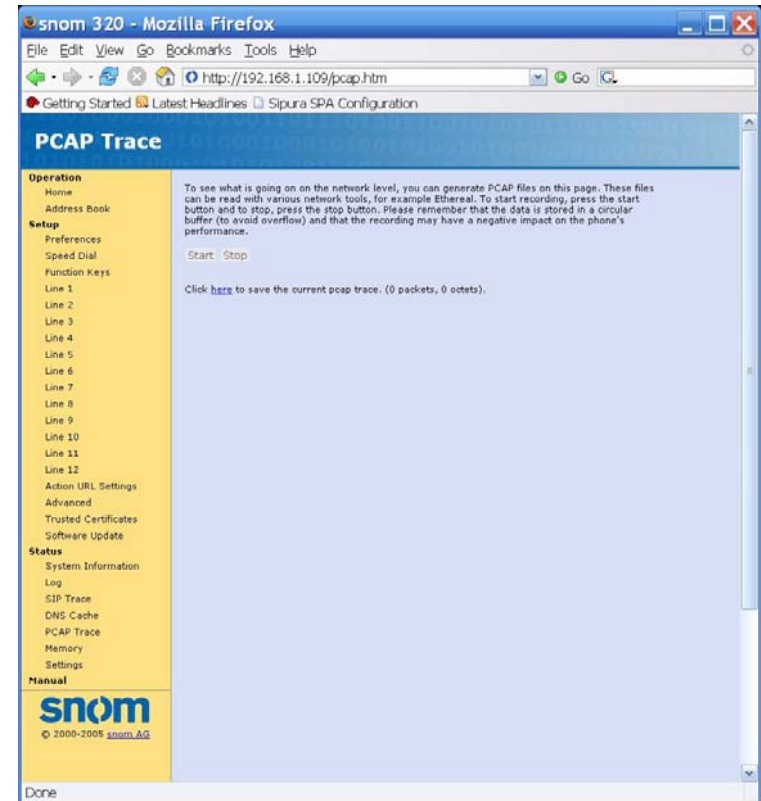 snom 320 - Mozilla Firefox
File Edit View Go Bookmarks Tools Help
http://192.168.1.109/pcap.htm Go
Getting Started Latest Headlines Sipura SPA Configuration
PCAP Trace
Operation
Home
Address Book
Setup
Preferences
Speed Dial
Function Keys
Line 1
Line 2
Line 3
Line 4
Line 5
Line 6
Line 7
Line 8
Line 9
Line 10
Line 11
Line 12
Action URL Settings
Advanced
Trusted Certificates
Software Update
Status
System Information
Log
SIP Trace
DNS Cache
PCAP Trace
Memory
Settings
Manual
snom
© 2000-2005 snom AG
To see what is going on on the network level, you can generate PCAP files on this page. These files
can be read with various network tools, for example Ethereal. To start recording, press the start
button and to stop, press the stop button. Please remember that the data is stored in a circular
buffer (to avoid overflow) and that the recording may have a negative impact on the phone's
performance.
Start Stop
Click here to save the current pcap trace. (0 packets, 0 octets).
Done